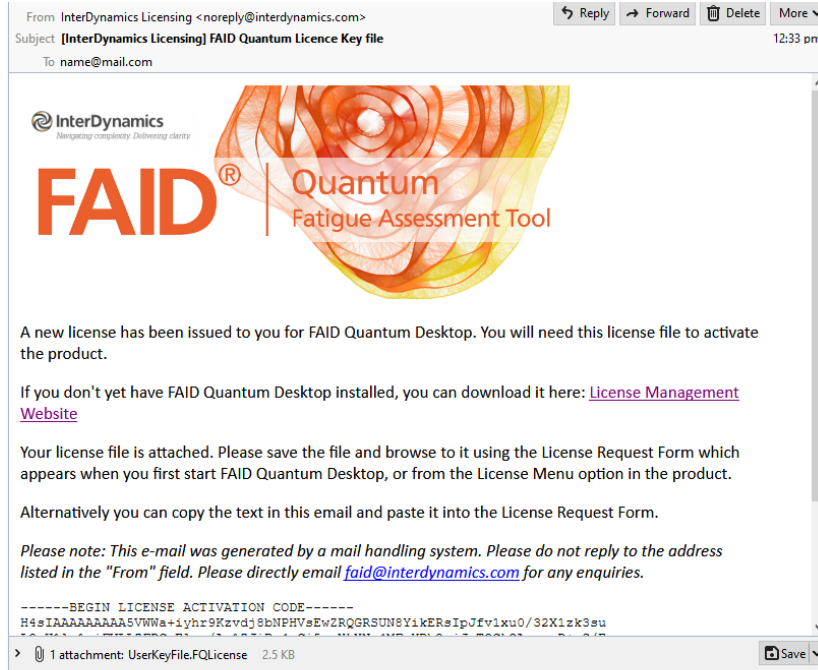 From InterDynamics Licensing <noreply@interdynamics.com>
Reply Forward Delete More
Subject [InterDynamics Licensing] FAID Quantum Licence Key file
12:33 pm
To name@mail.com
InterDynamics
Navigating complexity. Delivering clarity
FAID®
Quantum
Fatigue Assessment Tool
A new license has been issued to you for FAID Quantum Desktop. You will need this license file to activate
the product.
If you don't yet have FAID Quantum Desktop installed, you can download it here: License Management
Website
Your license file is attached. Please save the file and browse to it using the License Request Form which
appears when you first start FAID Quantum Desktop, or from the License Menu option in the product.
Alternatively you can copy the text in this email and paste it into the License Request Form.
Please note: This e-mail was generated by a mail handling system. Please do not reply to the address
listed in the "From" field. Please directly email faid@interdynamics.com for any enquiries.
------BEGIN LICENSE ACTIVATION CODE------
H4sIAAAAAAAA5VWWa+iyhr9Kzvdj8bNPHVsEwZRQGRSUN8YikERsIpJfv1xu0/32X1zk3su
1 attachment: UserKeyFile.FQLicense 2.5 KB
Save